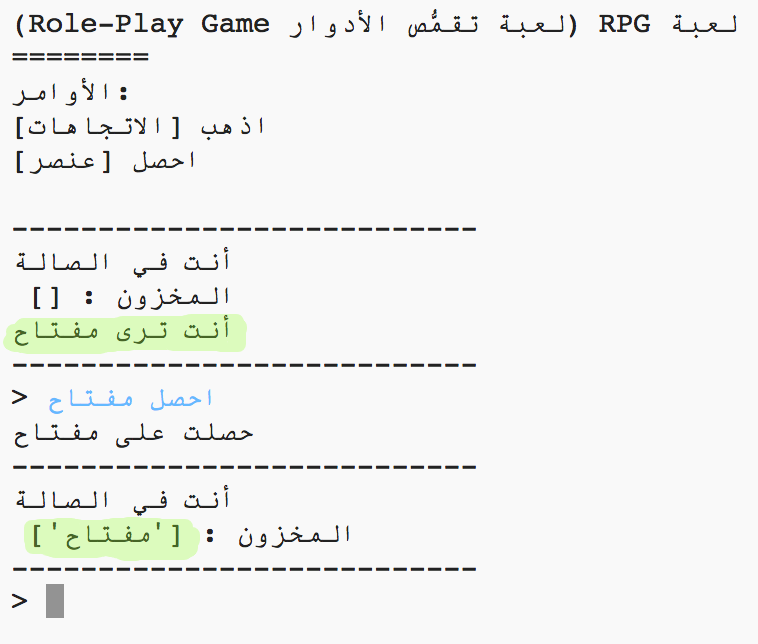 لعبة RPG (لعبة تقمُّص الأدوار Role-Play Game)
========
الأوامر:
اذهب [الاتجاهات]
احصل [عنصر]
---------------------------
أنت في الصالة
المخزون : []
أنت ترى مفتاح
---------------------------
> احصل مفتاح
حصلت على مفتاح
---------------------------
أنت في الصالة
المخزون : ['مفتاح']
---------------------------
>